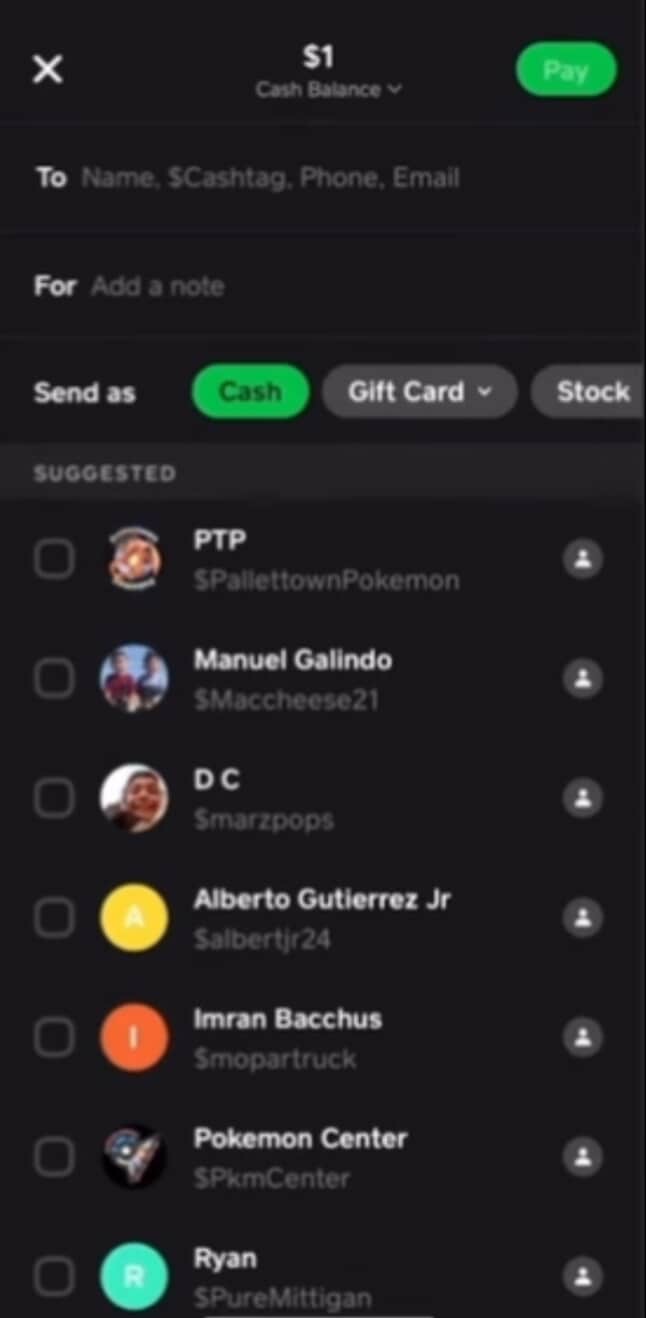 $1
Cash Balance
Pay
To Name, $Cashtag, Phone, Email
For Add a note
Send as Cash Gift Card Stock
SUGGESTED
PTP
$PallettownPokemon
Manuel Galindo
$Maccheese21
D C
$marzpops
A
Alberto Gutierrez Jr
$albertjr24
I
Imran Bacchus
$mopartruck
Pokemon Center
$PkmCenter
R
Ryan
$PureMittigan